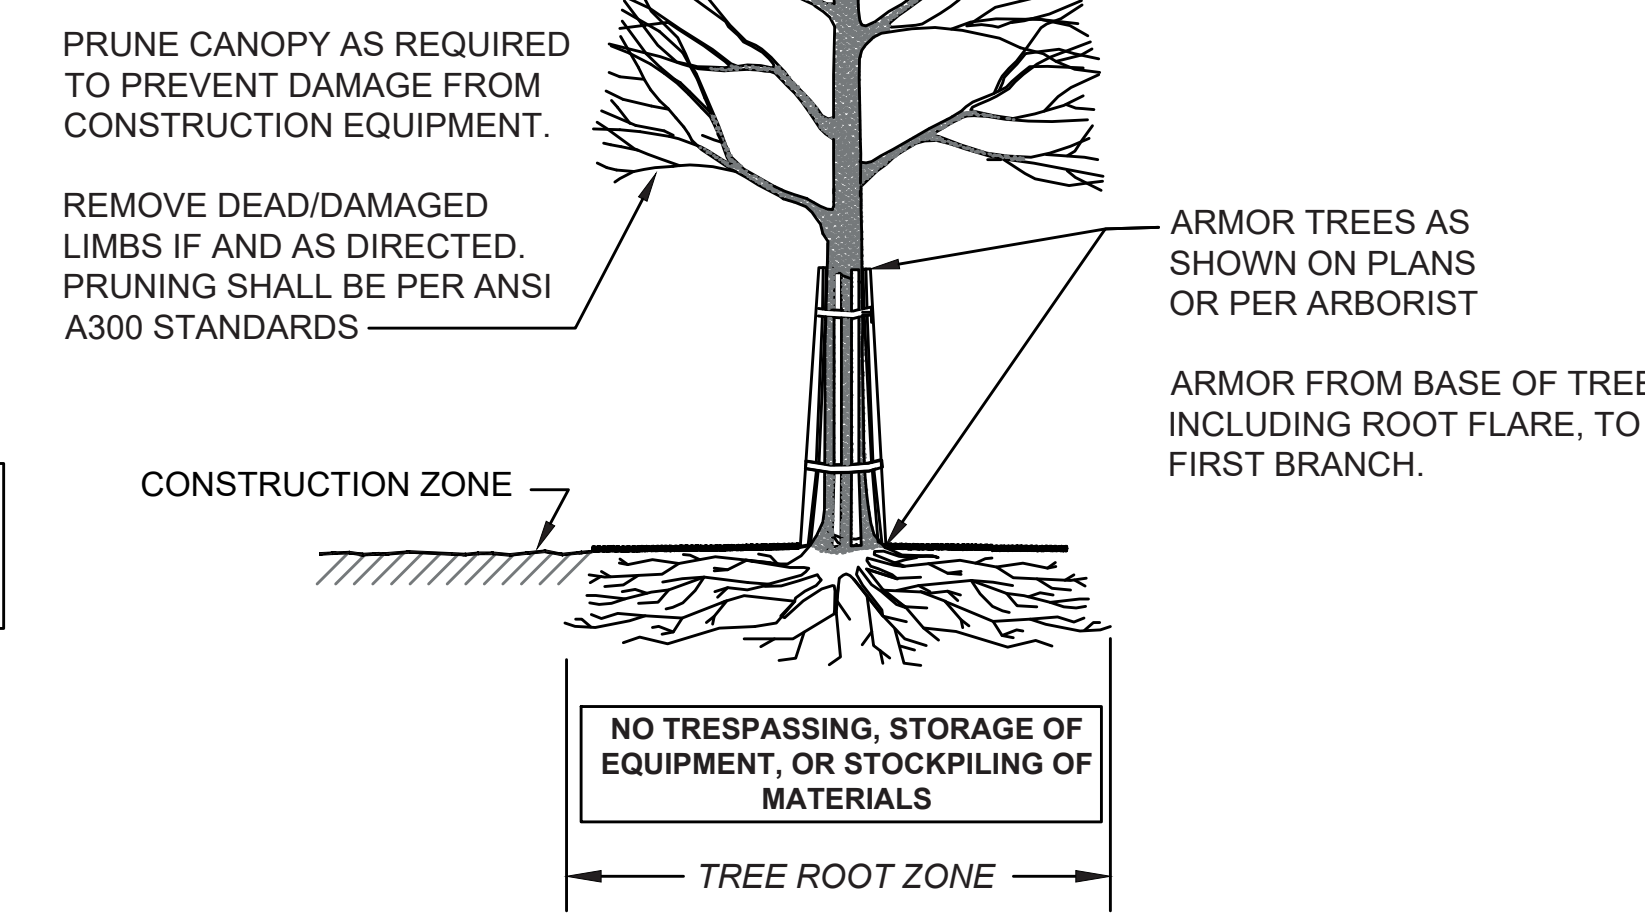 PRUNE CANOPY AS REQUIRED
TO PREVENT DAMAGE FROM
CONSTRUCTION EQUIPMENT.
REMOVE DEAD/DAMAGED
LIMBS IF AND AS DIRECTED.
PRUNING SHALL BE PER ANSI
A300 STANDARDS
ARMOR TREES AS
SHOWN ON PLANS
OR PER ARBORIST
ARMOR FROM BASE OF TREE
INCLUDING ROOT FLARE, TO
FIRST BRANCH.
CONSTRUCTION ZONE
NO TRESPASSING, STORAGE OF
EQUIPMENT, OR STOCKPILING OF
MATERIALS
TREE ROOT ZONE